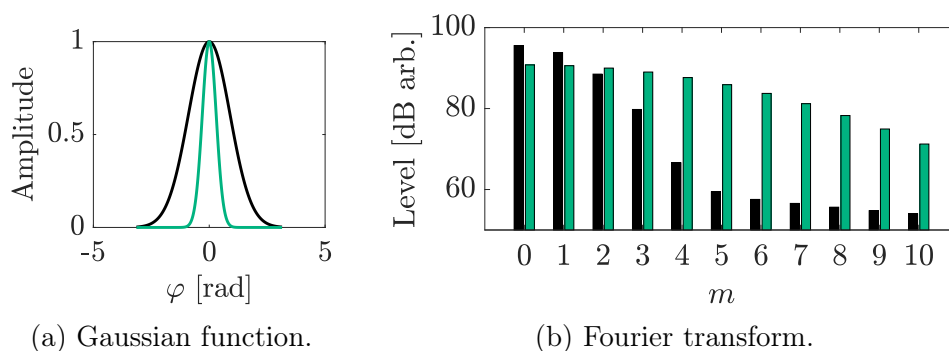 Amplitude
1
0.5
0
-5 0 5
φ [rad]
(a) Gaussian function.
Level [dB arb.]
100
80
60
0 1 2 3 4 5 6 7 8 9 10
m
(b) Fourier transform.